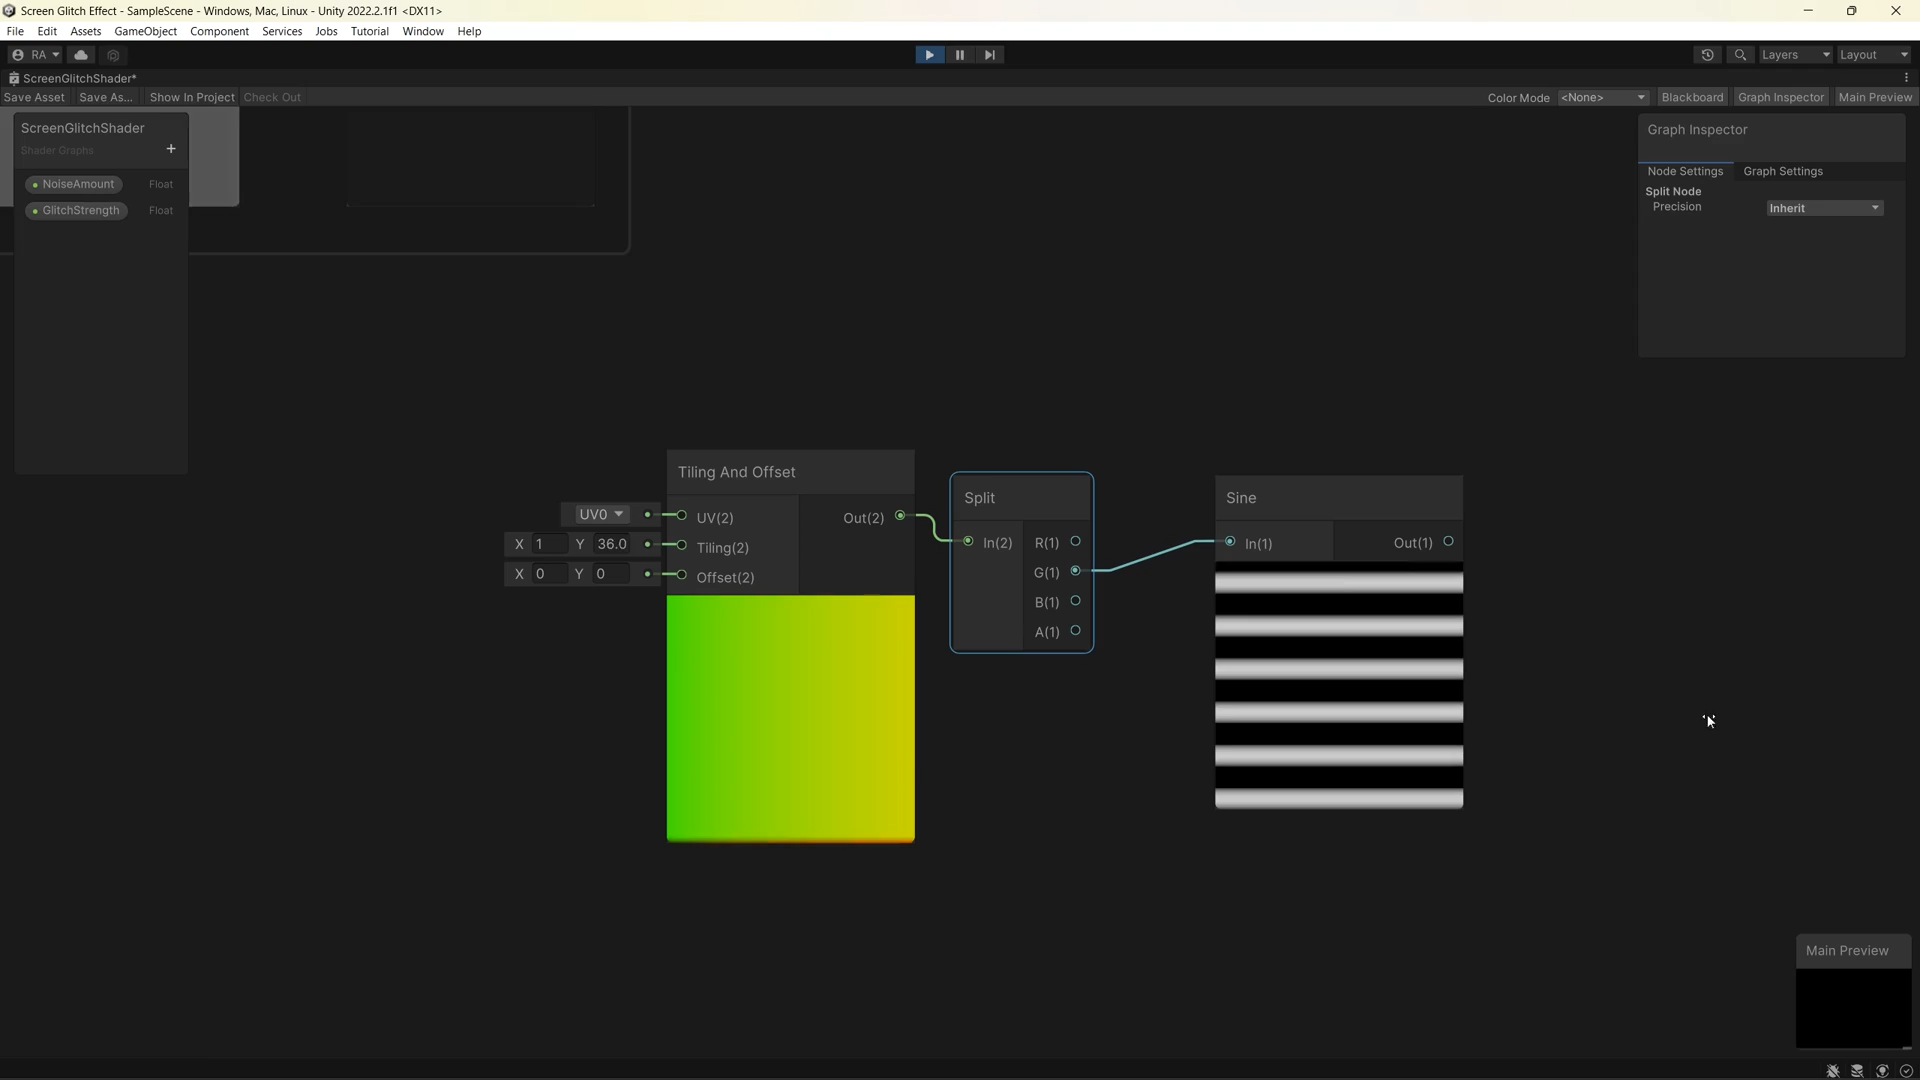 Screen Glitch Effect - SampleScene - Windows, Mac, Linux - Unity 2022.2.1f1 <DX11>
File Edit Assets GameObject Component Services Jobs Tutorial Window Help
RA Layers Layout
ScreenGlitchShader*
Save Asset Save As... Show In Project Check Out Color Mode <None> Blackboard Graph Inspector Main Preview
ScreenGlitchShader
Shader Graphs +
NoiseAmount Float
GlitchStrength Float
Graph Inspector
Node Settings Graph Settings
Split Node
Precision Inherit
Tiling And Offset
UV0 UV(2) Out(2)
X 1 Y 36.0 Tiling(2)
X 0 Y 0 Offset(2)
Split
In(2) R(1)
G(1)
B(1)
A(1)
Sine
In(1) Out(1)
Main Preview